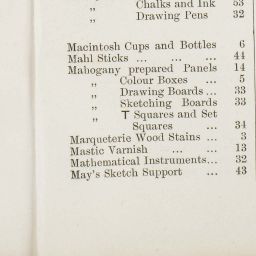 „ Chalks and Ink 53
„ Drawing Pens 32
Macintosh Cups and Bottles 6
Mahl Sticks ... ... ... 44
Mahogany prepared Panels 14
„ Colour Boxes ... 5
„ Drawing Boards ... 33
„ Sketching Boards 33
„ T Squares and Set
Squares ... 34
Marqueterie Wood Stains ... 3
Mastic Varnish ... ... 13
Mathematical Instruments... 32
May's Sketch Support ... 43